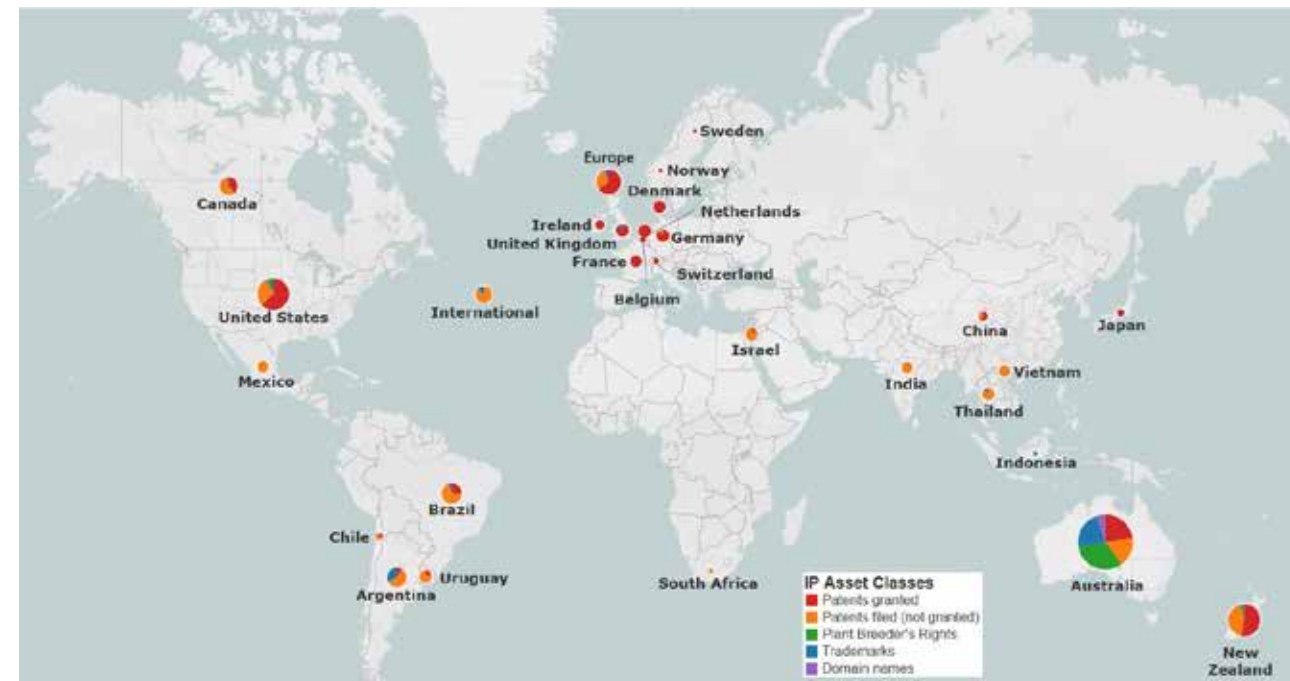 Sweden
Europe
Norway
Denmark
Canada
Netherlands
Ireland
United Kingdom
Germany
France
Switzerland
Belgium
United States
International
China
Japan
Israel
Mexico
India
Vietnam
Thailand
Indonesia
Brazil
Chile
Uruguay
Argentina
South Africa
IP Asset Classes
Patents granted
Patents filed (not granted)
Plant Breeder's Rights
Trademarks
Domain names
Australia
New
Zealand